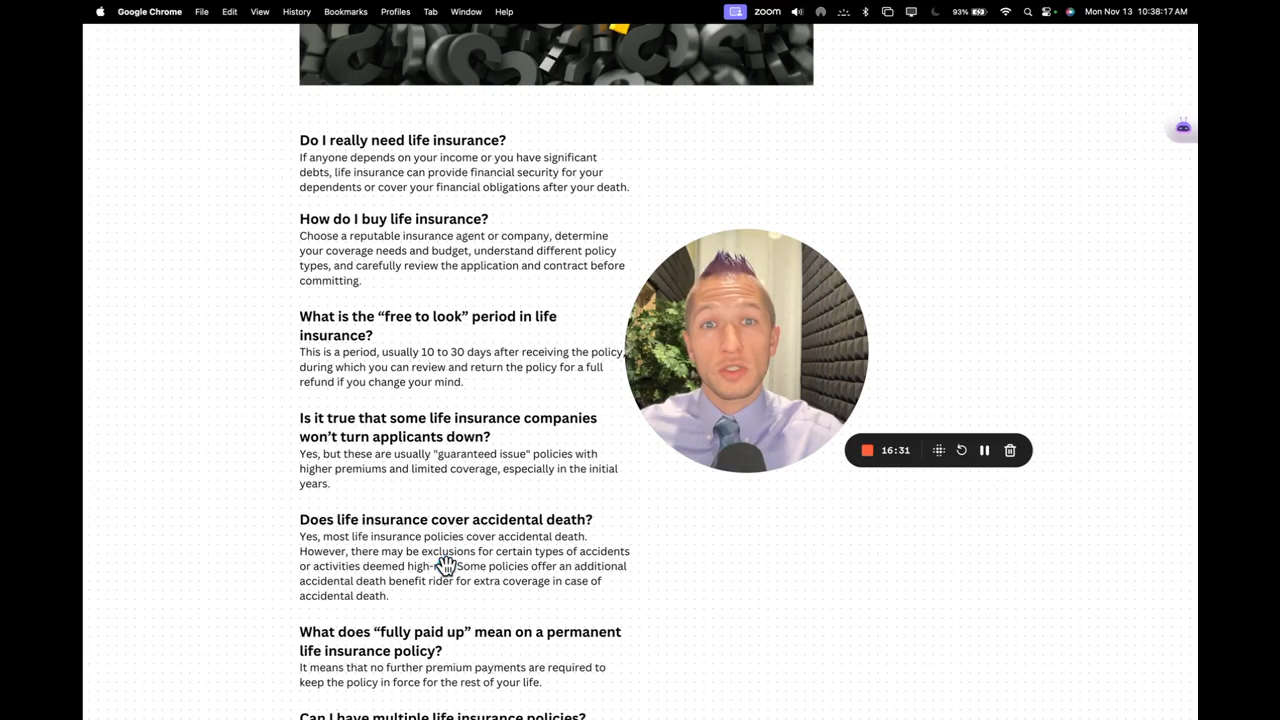 Google Chrome File Edit View History Bookmarks Profiles Tab Window Help zoom 93% Mon Nov 13 10:38:17 AM
Do I really need life insurance?
If anyone depends on your income or you have significant
debts, life insurance can provide financial security for your
dependents or cover your financial obligations after your death.
How do I buy life insurance?
Choose a reputable insurance agent or company, determine
your coverage needs and budget, understand different policy
types, and carefully review the application and contract before
committing.
What is the “free to look” period in life
insurance?
This is a period, usually 10 to 30 days after receiving the policy,
during which you can review and return the policy for a full
refund if you change your mind.
Is it true that some life insurance companies
won’t turn applicants down?
Yes, but these are usually "guaranteed issue" policies with
higher premiums and limited coverage, especially in the initial
years.
16:31
Does life insurance cover accidental death?
Yes, most life insurance policies cover accidental death.
However, there may be exclusions for certain types of accidents
or activities deemed Some policies offer an additional
accidental death benefit rider for extra coverage in case of
accidental death.
What does “fully paid up” mean on a permanent
life insurance policy?
It means that no further premium payments are required to
keep the policy in force for the rest of your life.
Can I have multiple life insurance policies?